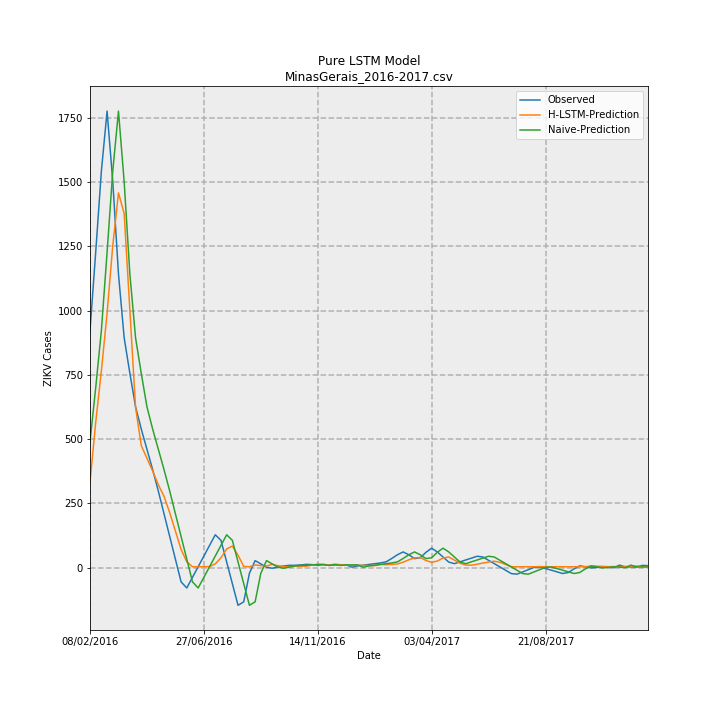 Pure LSTM Model
MinasGerais_2016-2017.csv
Observed
H-LSTM-Prediction
Naive-Prediction
1750
1500
1250
1000
750
500
250
0
ZIKV Cases
08/02/2016
27/06/2016
14/11/2016
03/04/2017
21/08/2017
Date